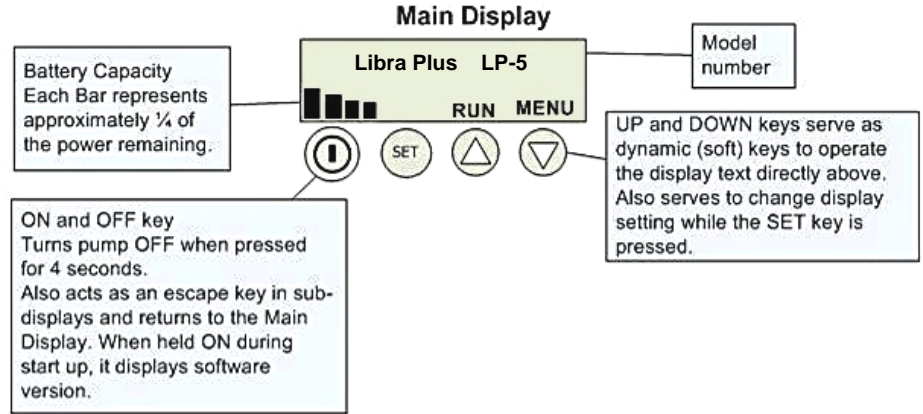 Main Display
Battery Capacity
Each Bar represents
approximately ¼ of
the power remaining.
Libra Plus LP-5
RUN MENU
Model
number
SET
UP and DOWN keys serve as
dynamic (soft) keys to operate
the display text directly above.
Also serves to change display
setting while the SET key is
pressed.
ON and OFF key
Turns pump OFF when pressed
for 4 seconds.
Also acts as an escape key in sub-
displays and returns to the Main
Display. When held ON during
start up, it displays software
version.